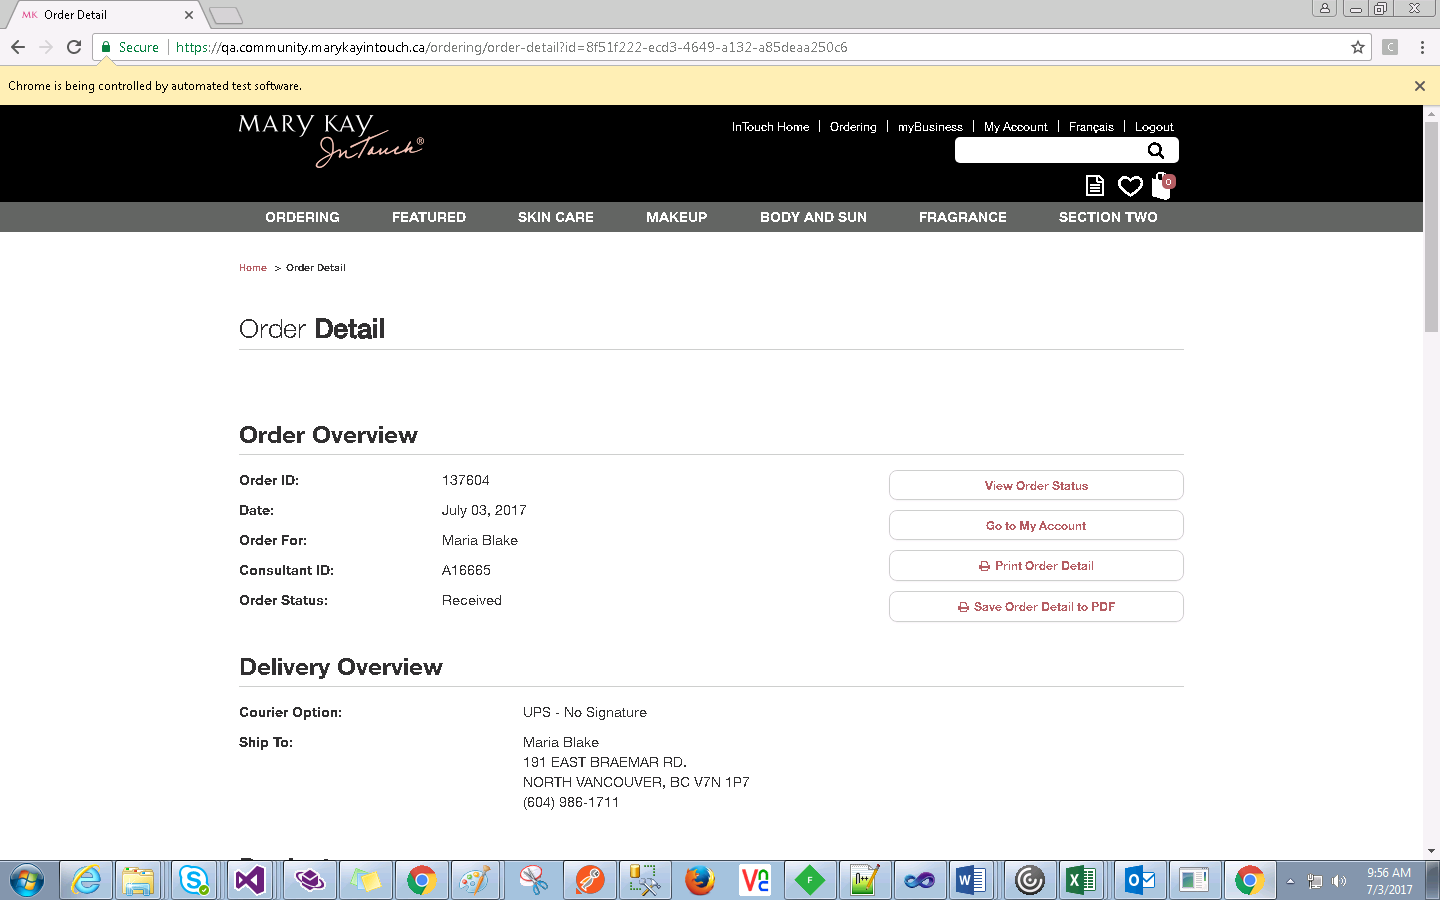 MK Order Detail
Secure https://qa.community.marykayintouch.ca/ordering/order-detail?id=8f51f222-ecd3-4649-a132-a85deaa250c6
Chrome is being controlled by automated test software.
MARY KAY
InTouch®
InTouch Home | Ordering | myBusiness | My Account | Français | Logout
0
ORDERING FEATURED SKIN CARE MAKEUP BODY AND SUN FRAGRANCE SECTION TWO
Home > Order Detail
Order Detail
Order Overview
Order ID: 137604
Date: July 03, 2017
Order For: Maria Blake
Consultant ID: A16665
Order Status: Received
View Order Status
Go to My Account
Print Order Detail
Save Order Detail to PDF
Delivery Overview
Courier Option: UPS - No Signature
Ship To: Maria Blake
191 EAST BRAEMAR RD.
NORTH VANCOUVER, BC V7N 1P7
(604) 986-1711
9:56 AM
7/3/2017